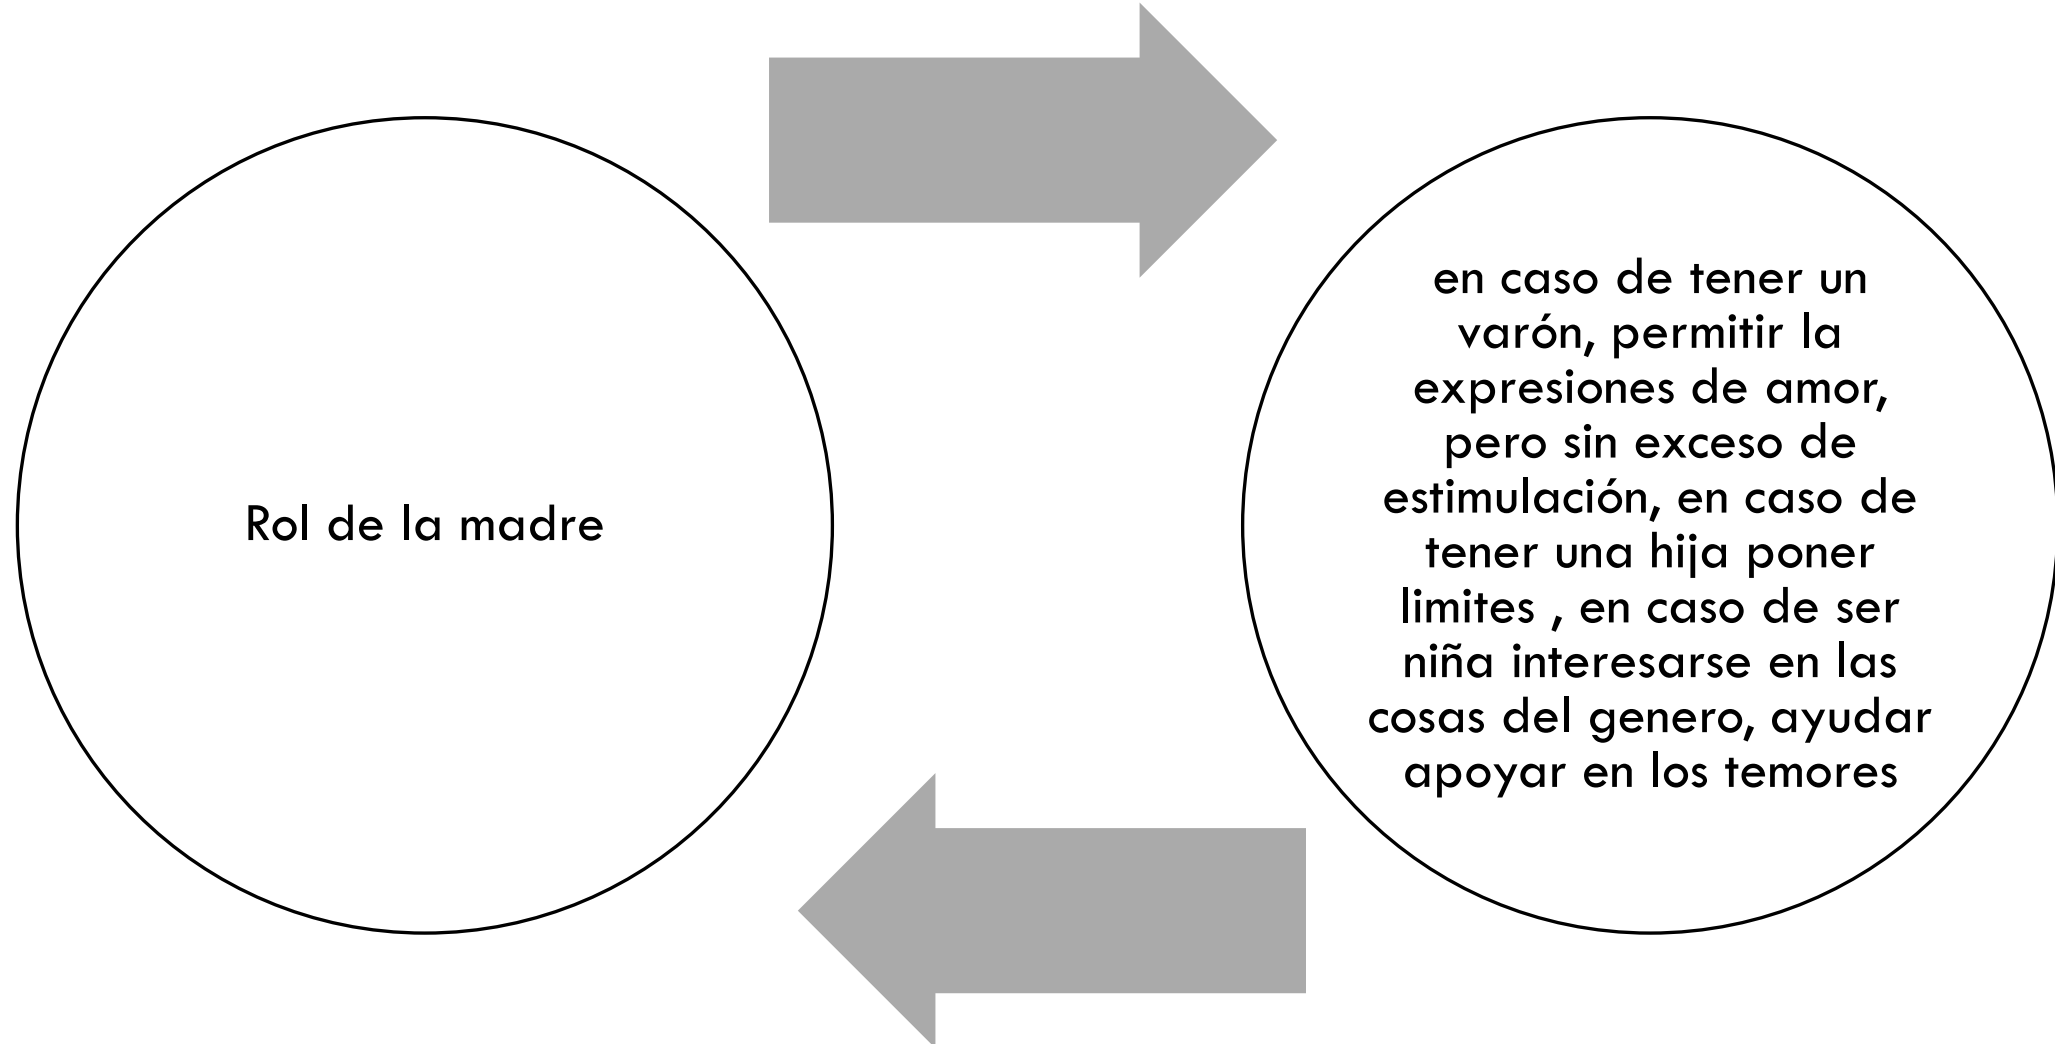 Rol de la madre
en caso de tener un
varón, permitir la
expresiones de amor,
pero sin exceso de
estimulación, en caso de
tener una hija poner
limites , en caso de ser
niña interesarse en las
cosas del genero, ayudar
apoyar en los temores